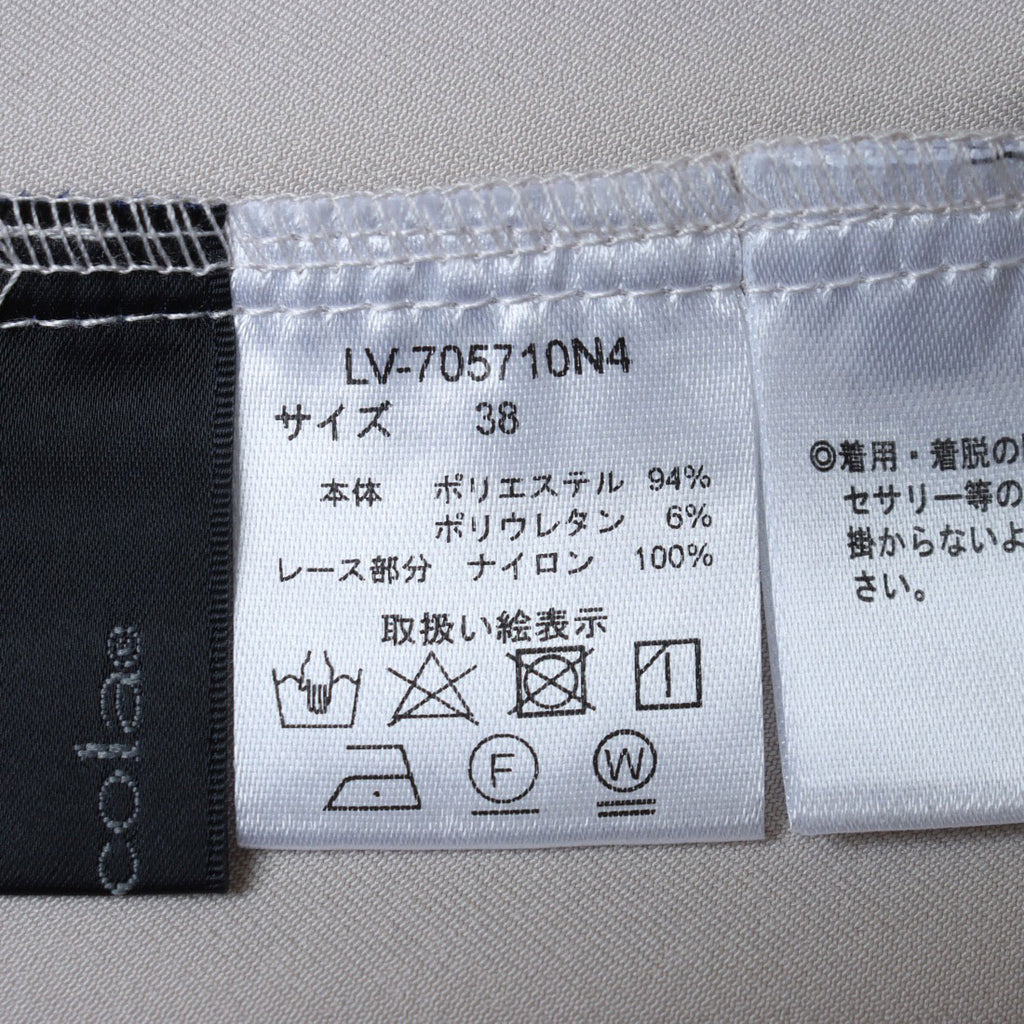 LV-705710N4
サイズ 38
本体 ポリエステル 94%
ポリウレタン 6%
レース部分 ナイロン 100%
取扱い絵表示
F
W
◎着用・着脱の
セサリー等の
掛からないよ
さい。
cola